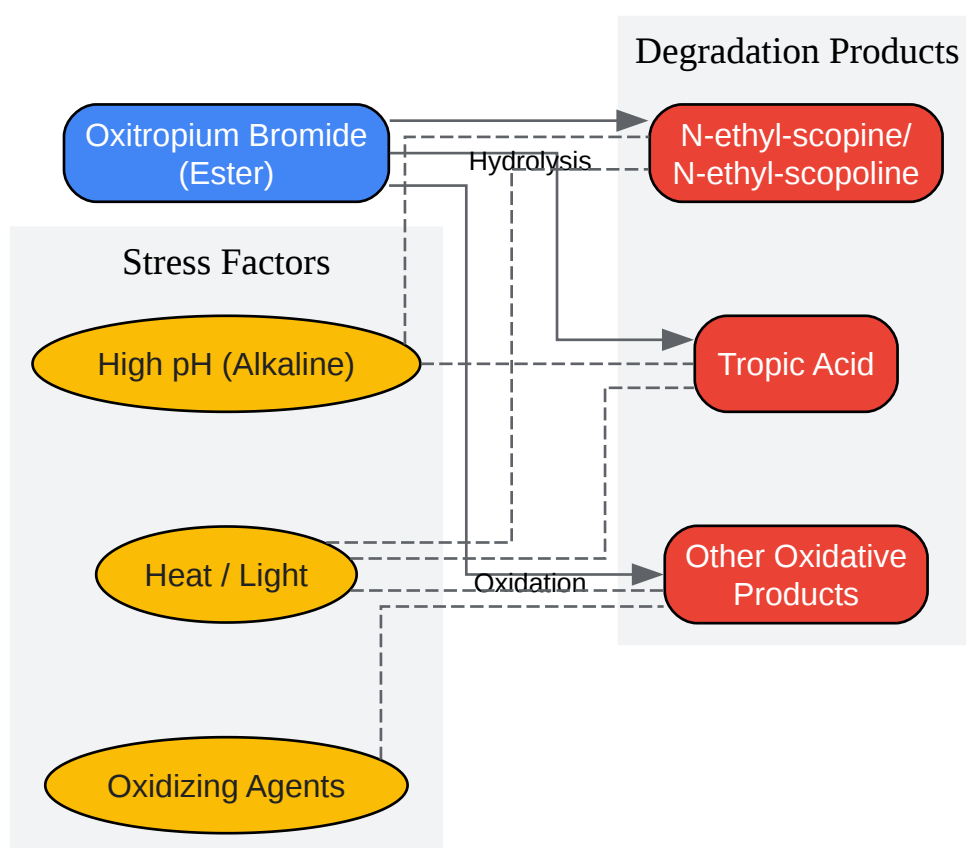 Degradation Products
Oxitropium Bromide
(Ester)
N-ethyl-scopine/
N-ethyl-scopoline
Hydrolysis
Stress Factors
High pH (Alkaline)
Tropic Acid
Heat / Light
Oxidation
Other Oxidative
Products
Oxidizing Agents